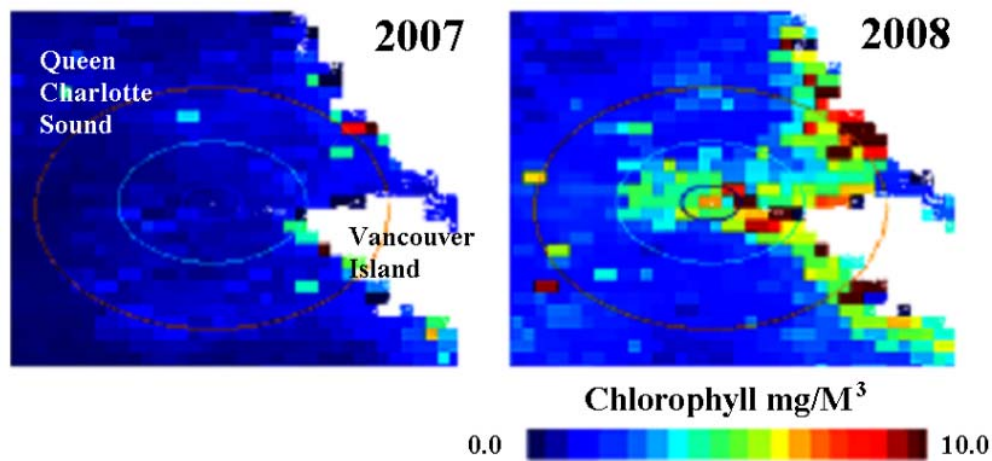 2007
Queen
Charlotte
Sound
Vancouver
Island
2008
Chlorophyll mg/M³
0.0
10.0